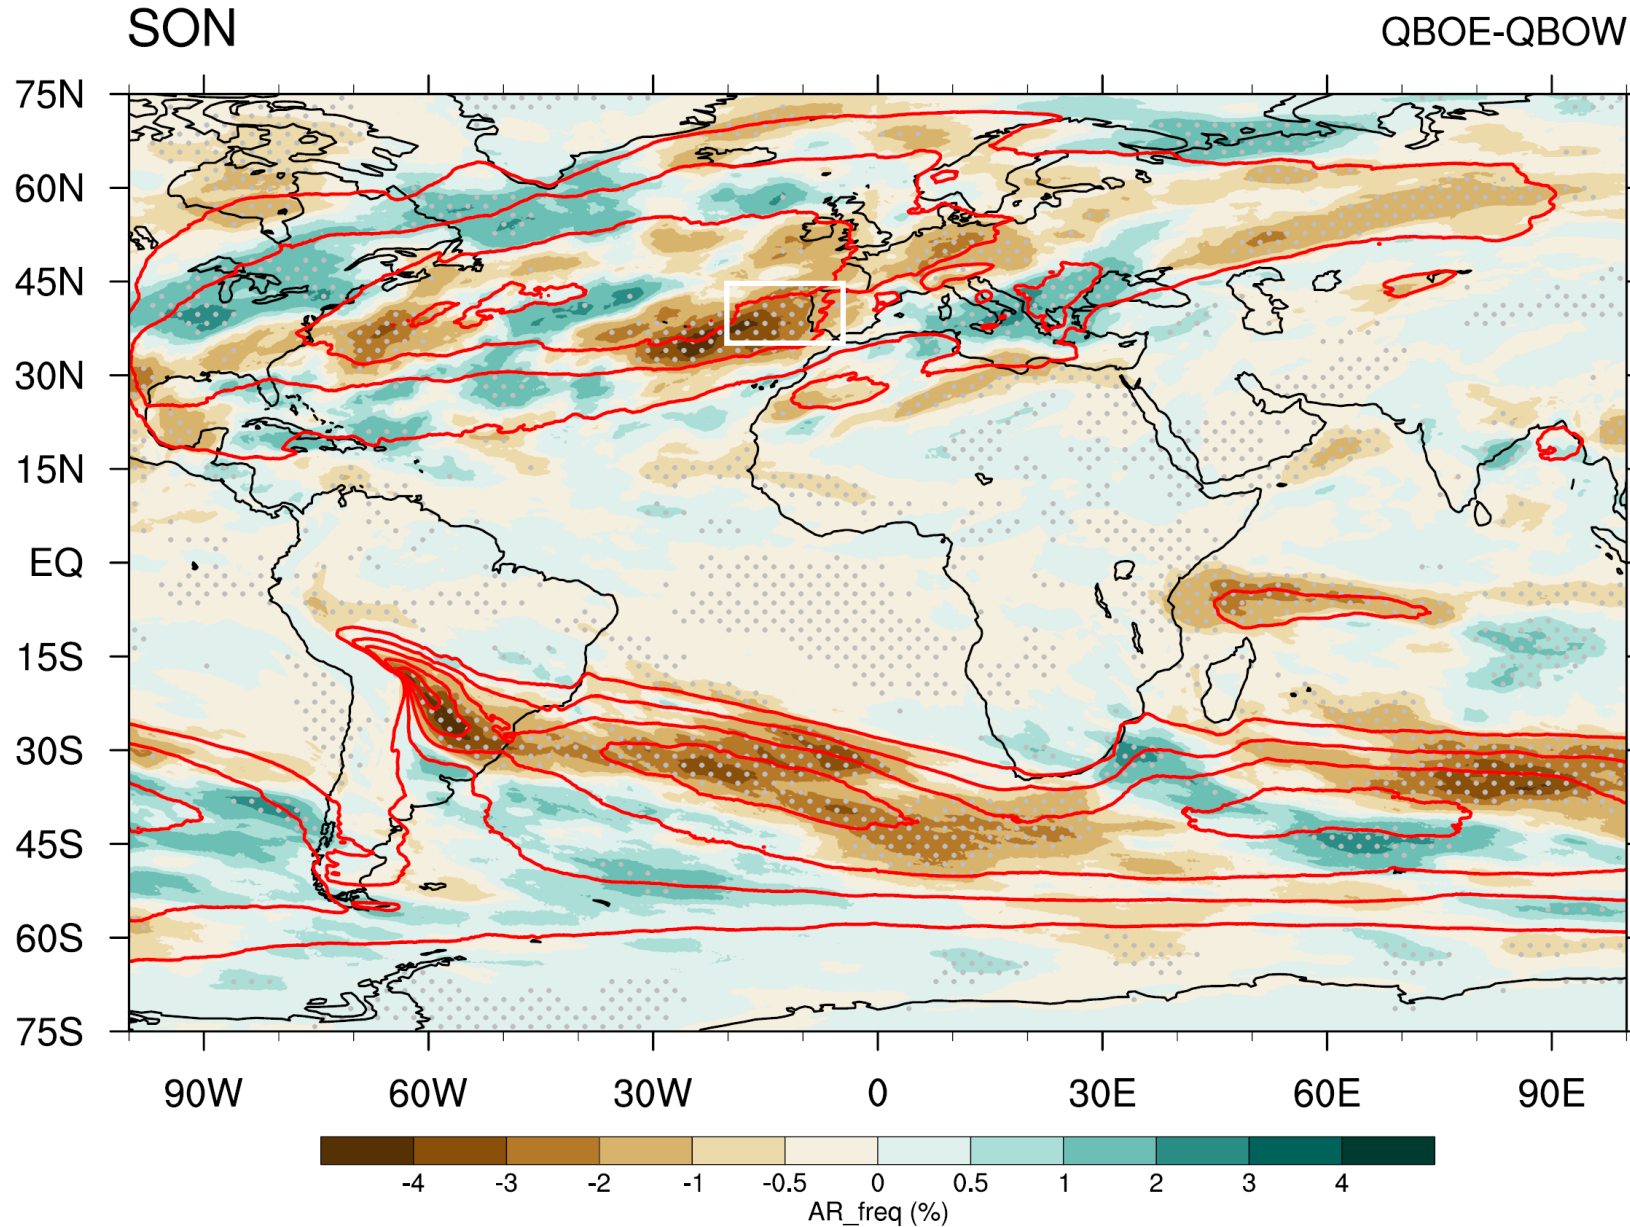 SON QBOE-QBOW
75N
60N
45N
30N
15N
EQ
15S
30S
45S
60S
75S
90W 60W 30W 0 30E 60E 90E
-4 -3 -2 -1 -0.5 0 0.5 1 2 3 4
AR_freq (%)